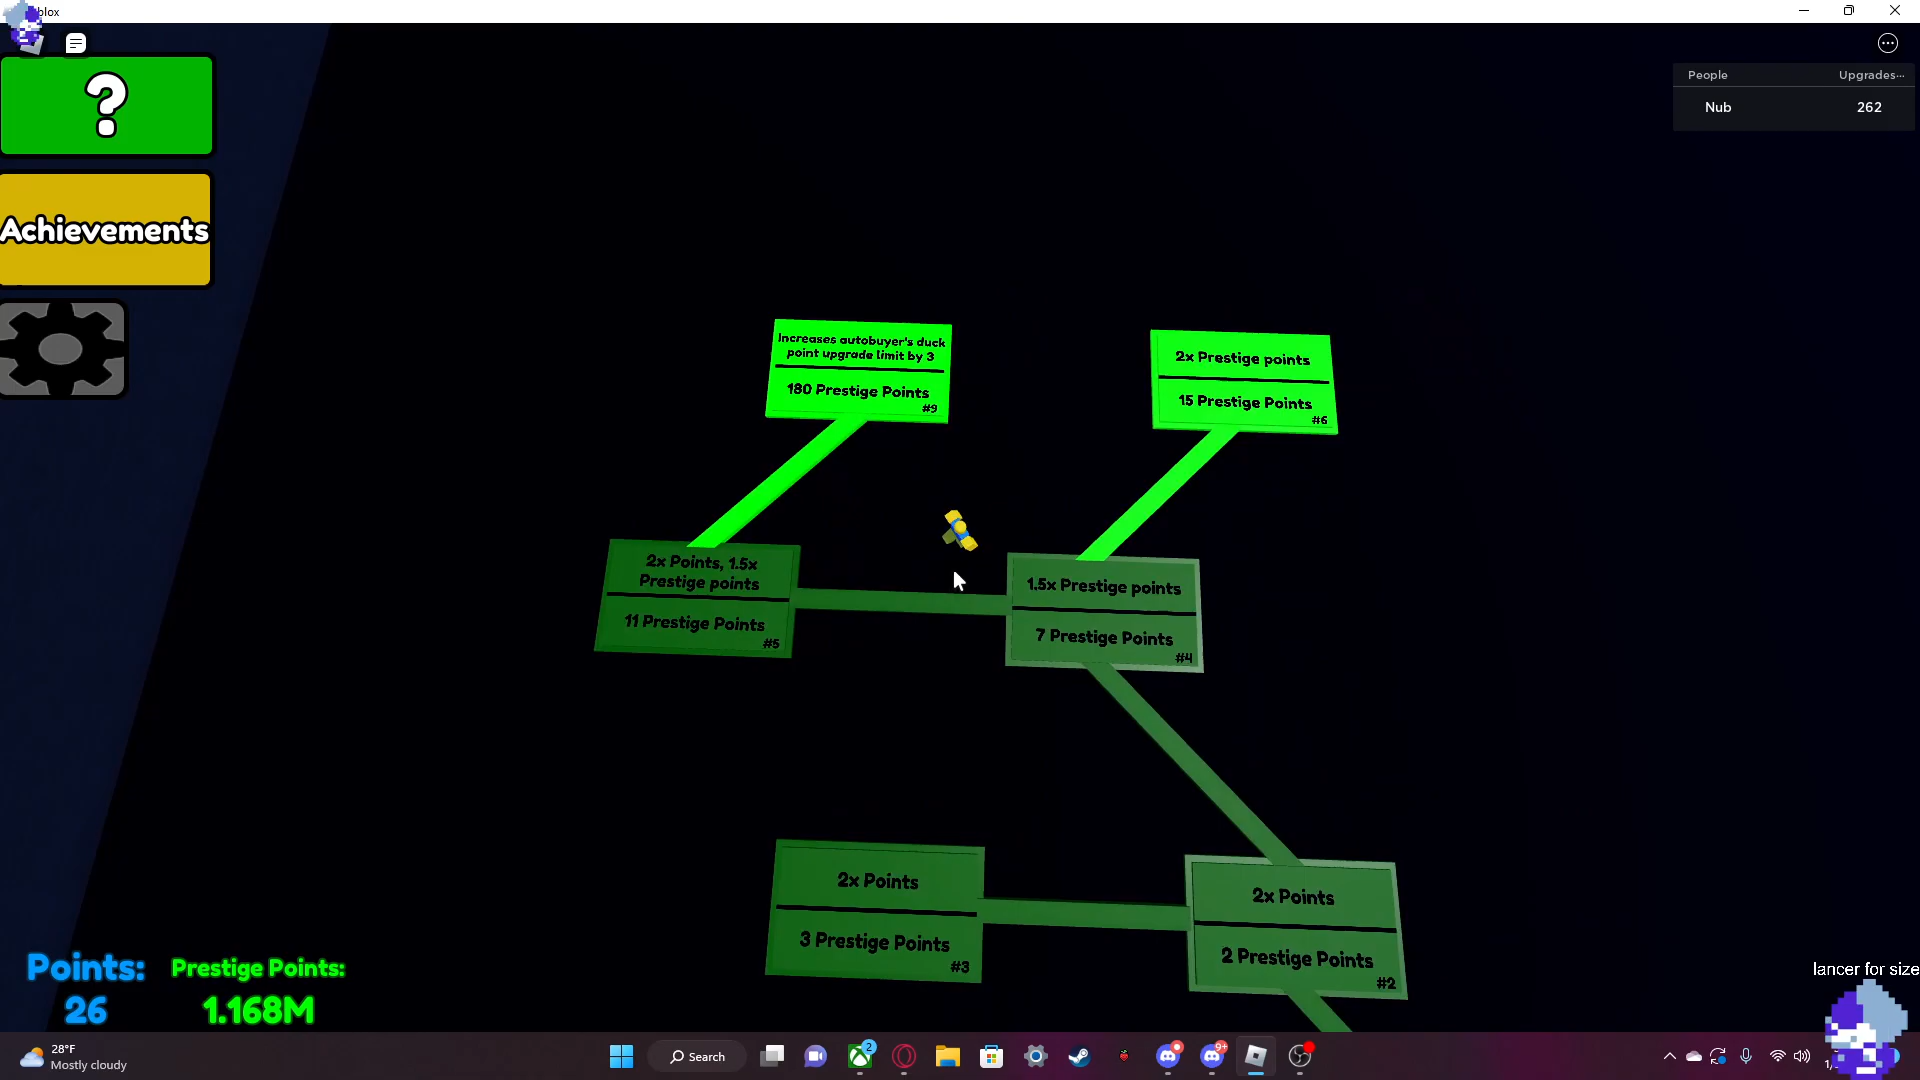 blox
?
Achievements
People Upgrades...
Nub 262
Increases autobuyer's duck
point upgrade limit by 3
180 Prestige Points
#9
2x Prestige points
15 Prestige Points
#6
2x Points, 1.5x
Prestige points
11 Prestige Points
#5
1.5x Prestige points
7 Prestige Points
#4
2x Points
3 Prestige Points
#3
2x Points
2 Prestige Points
#2
Points:
26
Prestige Points:
1.168M
lancer for size
28°F
Mostly cloudy
Search
2
9+